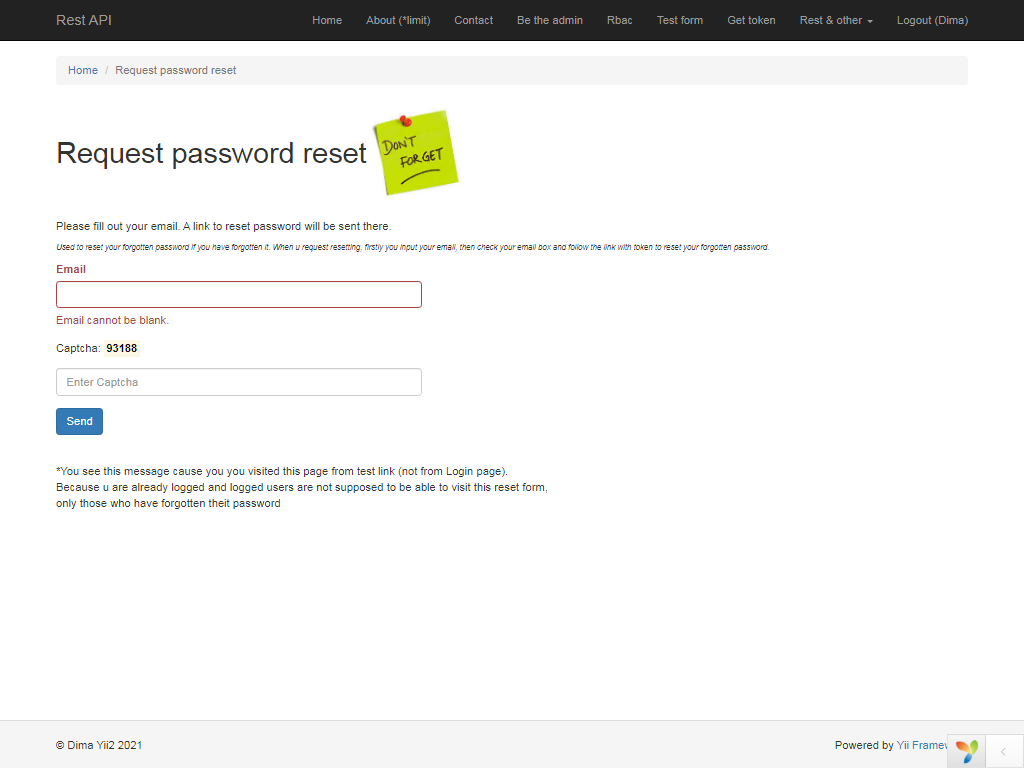 Rest API
Home
About (*limit)
Contact
Be the admin
Rbac
Test form
Get token
Rest & other
Logout (Dima)
Home / Request password reset
Request password reset
DON'T
FORGET
Please fill out your email. A link to reset password will be sent there.
Used to reset your forgotten password if you have forgotten it. When u request resetting, firstly you input your email, then check your email box and follow the link with token to reset your forgotten password.
Email
Email cannot be blank.
Captcha: 93188
Enter Captcha
Send
*You see this message cause you you visited this page from test link (not from Login page).
Because u are already logged and logged users are not supposed to be able to visit this reset form,
only those who have forgotten theit password
© Dima Yii2 2021
Powered by Yii Framew